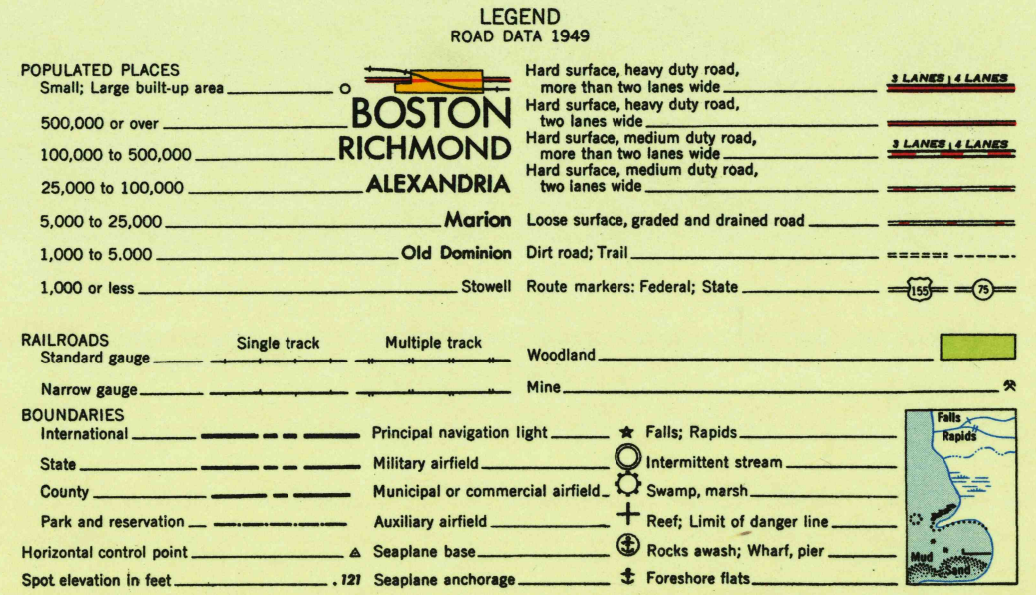 LEGEND
ROAD DATA 1949
POPULATED PLACES
Small; Large built-up area
500,000 or over BOSTON
100,000 to 500,000 RICHMOND
25,000 to 100,000 ALEXANDRIA
5,000 to 25,000 Marion
1,000 to 5.000 Old Dominion
1,000 or less Stowell
Hard surface, heavy duty road,
more than two lanes wide 3 LANES 4 LANES
Hard surface, heavy duty road,
two lanes wide
Hard surface, medium duty road,
more than two lanes wide 3 LANES 4 LANES
Hard surface, medium duty road,
two lanes wide
Loose surface, graded and drained road
Dirt road; Trail
Route markers: Federal; State 155 75
RAILROADS
Single track Multiple track
Standard gauge
Narrow gauge
Woodland
Mine
BOUNDARIES
International
State
County
Park and reservation
Horizontal control point
Spot elevation in feet .121
Principal navigation light
Military airfield
Municipal or commercial airfield
Auxiliary airfield
Seaplane base
Seaplane anchorage
Falls; Rapids
Intermittent stream
Swamp, marsh
Reef; Limit of danger line
Rocks awash; Wharf, pier
Foreshore flats
Falls
Rapids
Mud
Sand